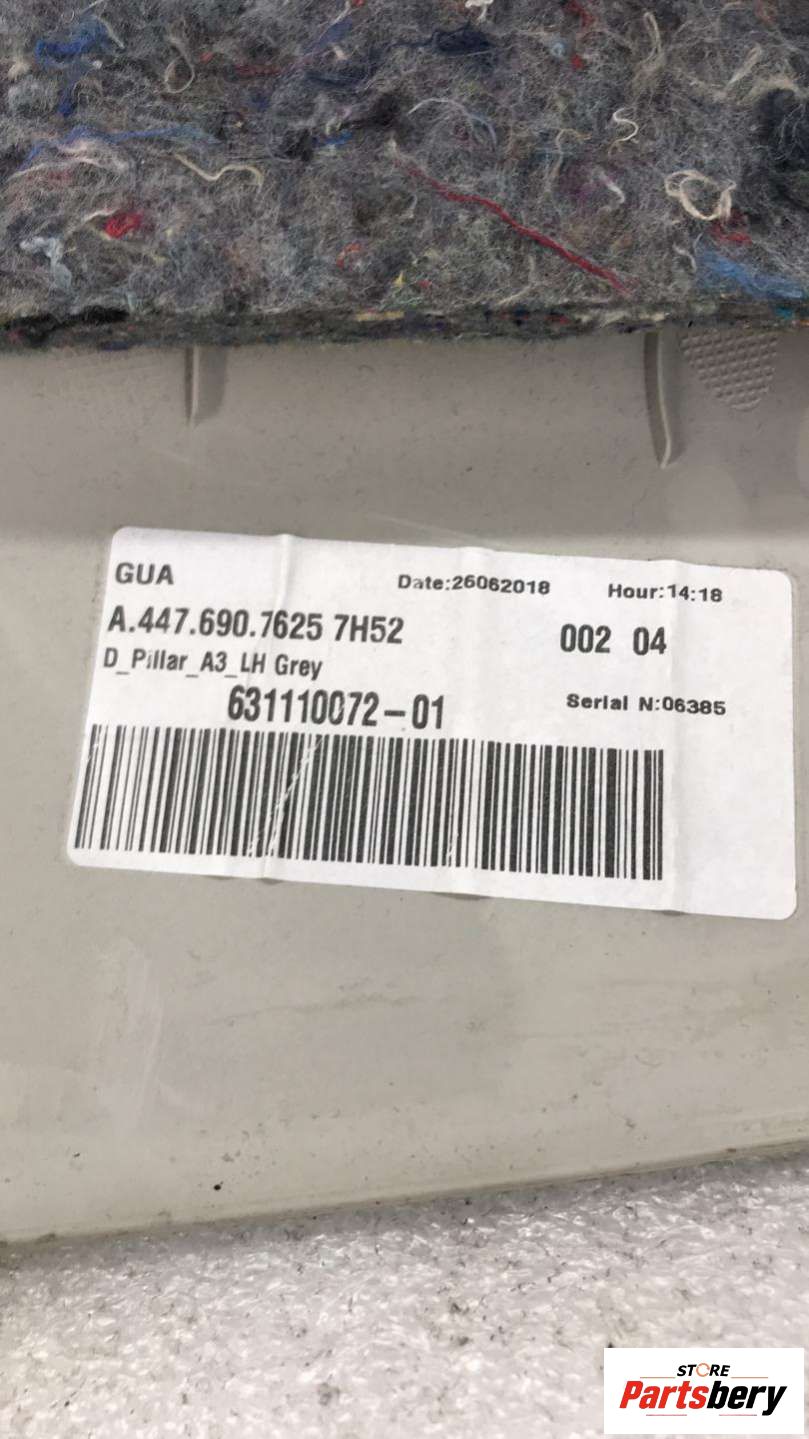 GUA Date:26062018 Hour:14:18
A.447.690.7625 7H52 002 04
D_Pillar_A3_LH Grey
631110072-01 Serial N:06385
STORE
Partsbery